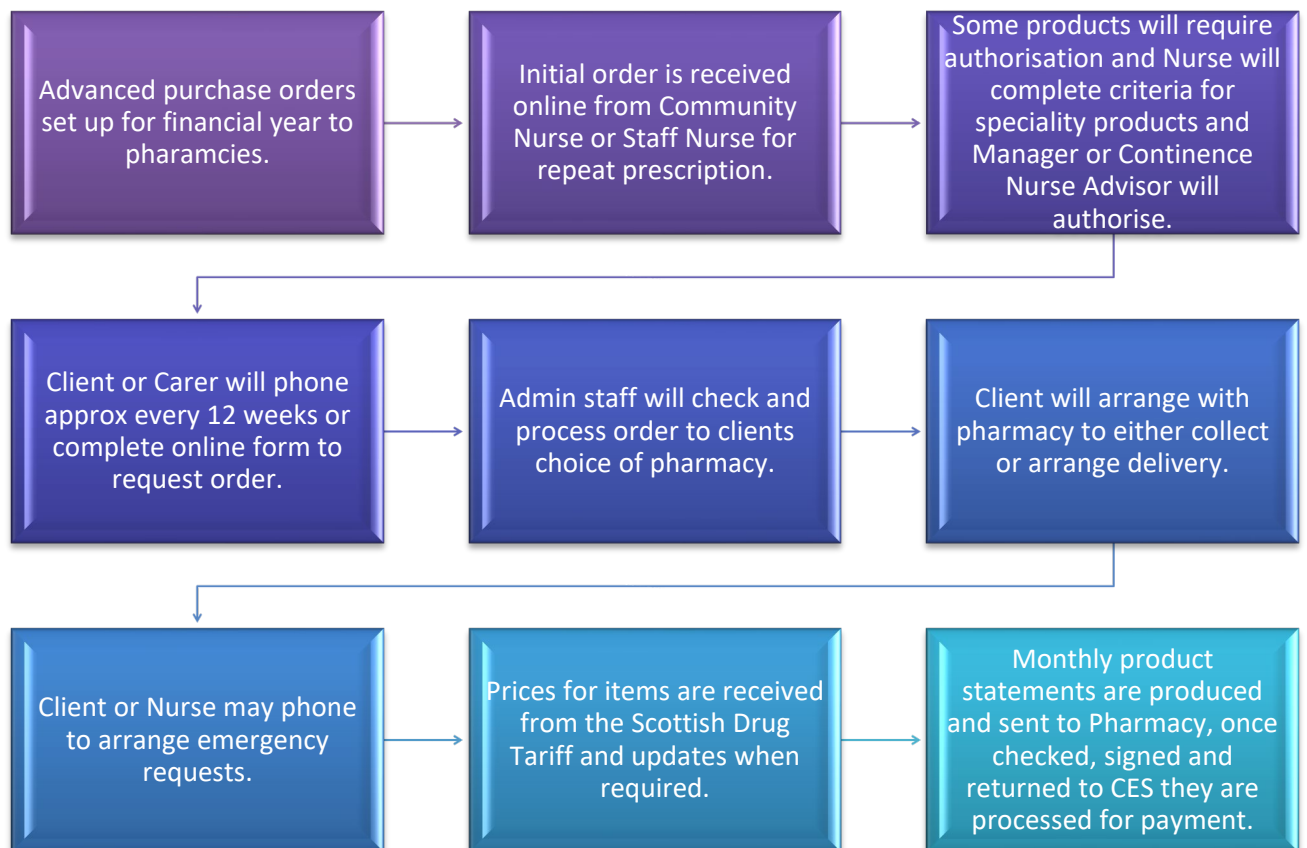 Advanced purchase orders
set up for financial year to
pharamcies.
Initial order is received
online from Community
Nurse or Staff Nurse for
repeat prescription.
Some products will require
authorisation and Nurse will
complete criteria for
speciality products and
Manager or Continence
Nurse Advisor will
authorise.
Client or Carer will phone
approx every 12 weeks or
complete online form to
request order.
Admin staff will check and
process order to clients
choice of pharmacy.
Client will arrange with
pharmacy to either collect
or arrange delivery.
Client or Nurse may phone
to arrange emergency
requests.
Prices for items are received
from the Scottish Drug
Tariff and updates when
required.
Monthly product
statements are produced
and sent to Pharmacy, once
checked, signed and
returned to CES they are
processed for payment.